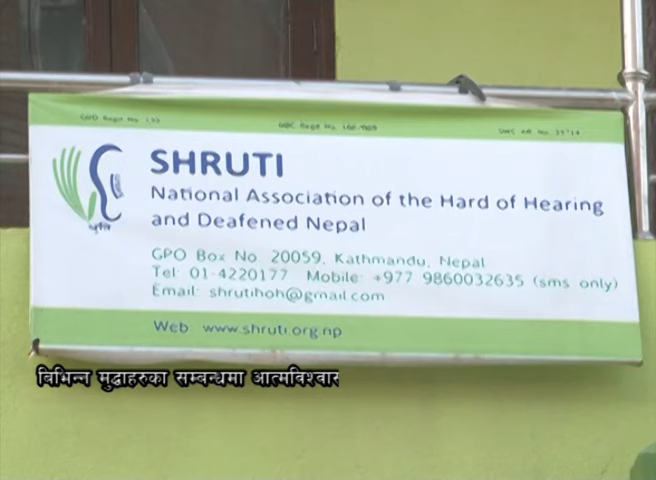 SHRUTI
National Association of the Hard of Hearing
and Deafened Nepal
GPO Box No. 20059, Kathmandu, Nepal
Tel: 01-4220177 Mobile: +977 9860032635 (sms only)
Email: shrutihoh@gmail.com
Web: www.shruti.org.np
विभिन्न मुद्धाहरुका सम्बन्धमा